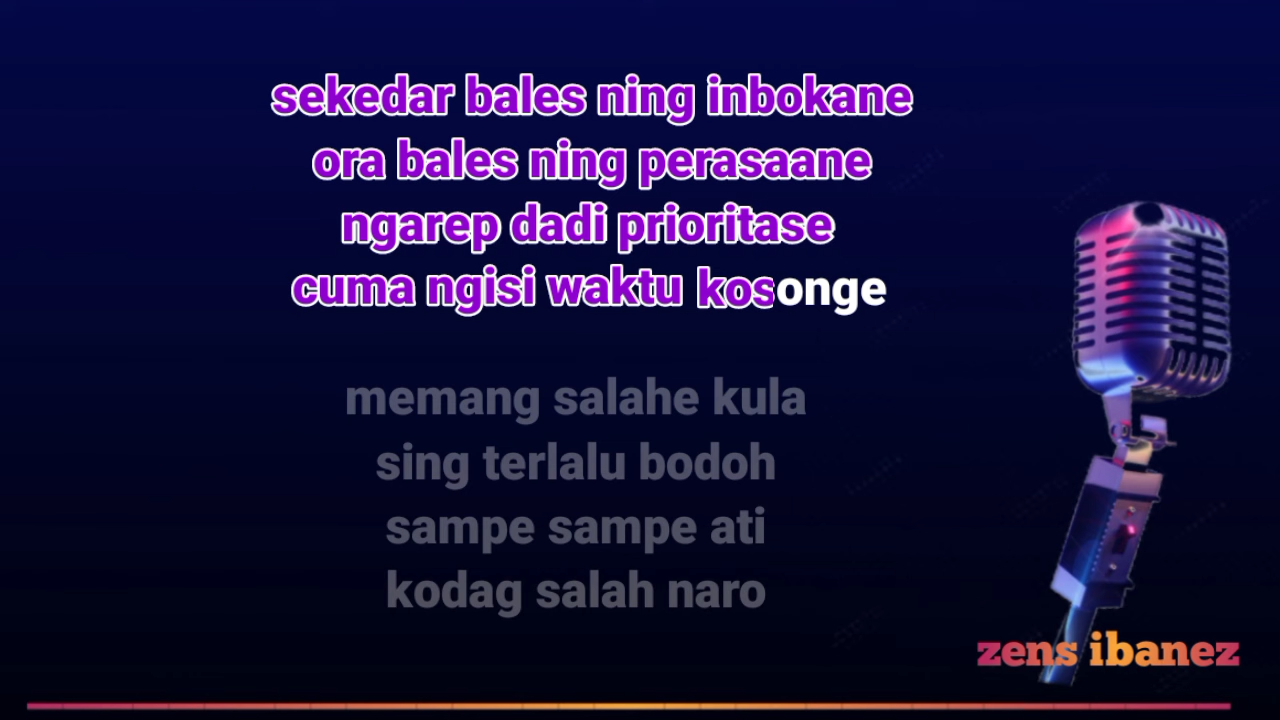 sekedar bales ning inbokane
ora bales ning perasaane
ngarep dadi prioritase
cuma ngisi waktu kosonge
memang salahe kula
sing terlalu bodoh
sampe sampe ati
kodag salah naro
zens ibanez